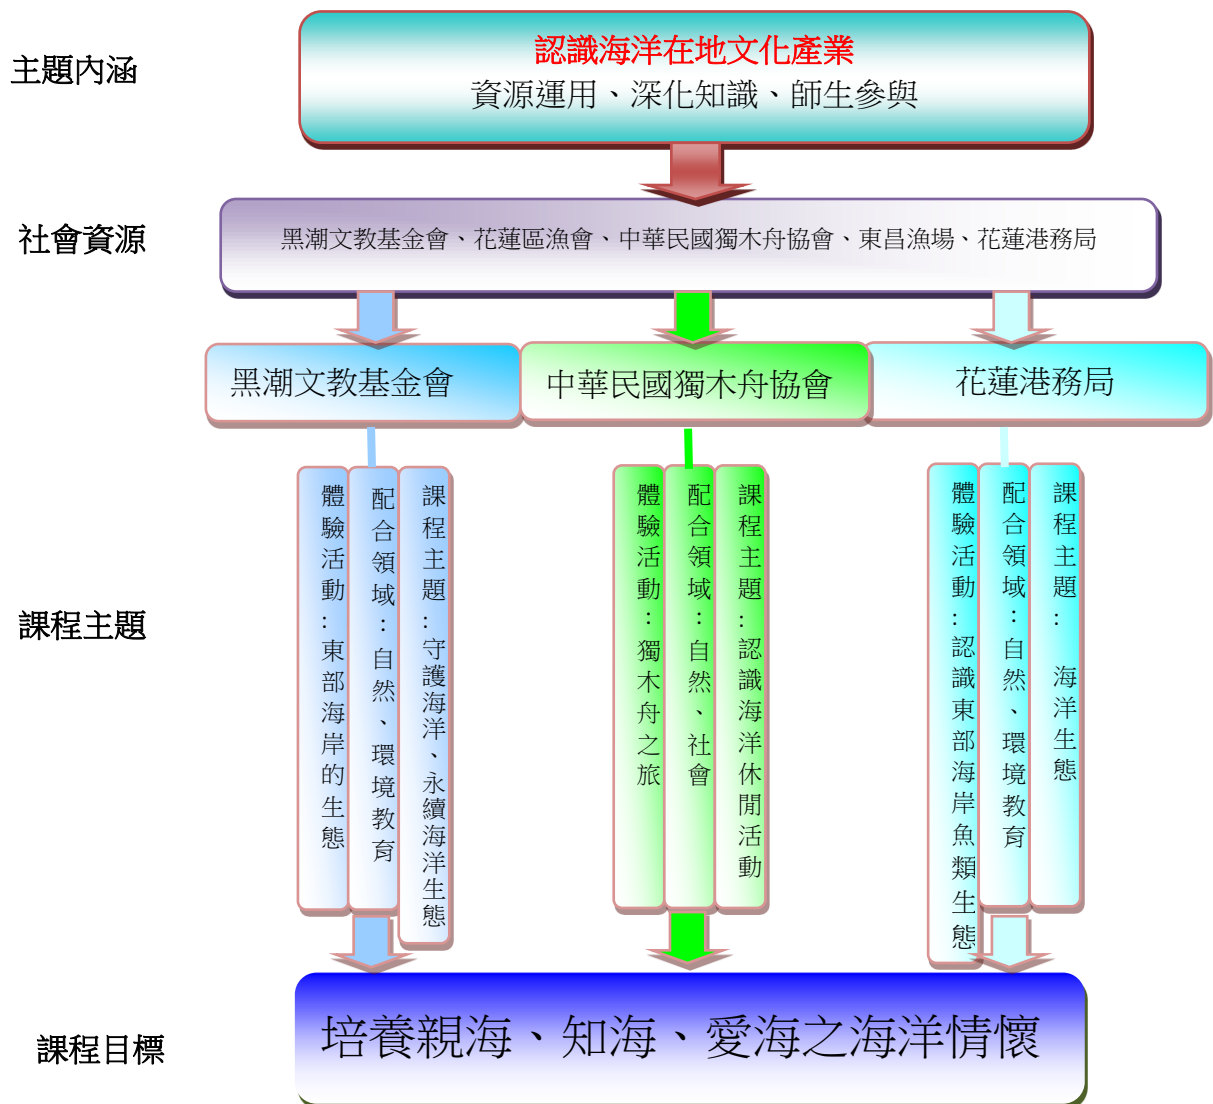 主題內涵
認識海洋在地文化產業
資源運用、深化知識、師生參與
社會資源
黑潮文教基金會、花蓮區漁會、中華民國獨木舟協會、東昌漁場、花蓮港務局
黑潮文教基金會
中華民國獨木舟協會
花蓮港務局
課程主題
課程主題:守護海洋、永續海洋生態
配合領域:自然、環境教育
體驗活動:東部海岸的生態
課程主題:認識海洋休閒活動
配合領域:自然、社會
體驗活動:獨木舟之旅
課程主題: 海洋生態
配合領域:自然、環境教育
體驗活動:認識東部海岸魚類生態
課程目標
培養親海、知海、愛海之海洋情懷